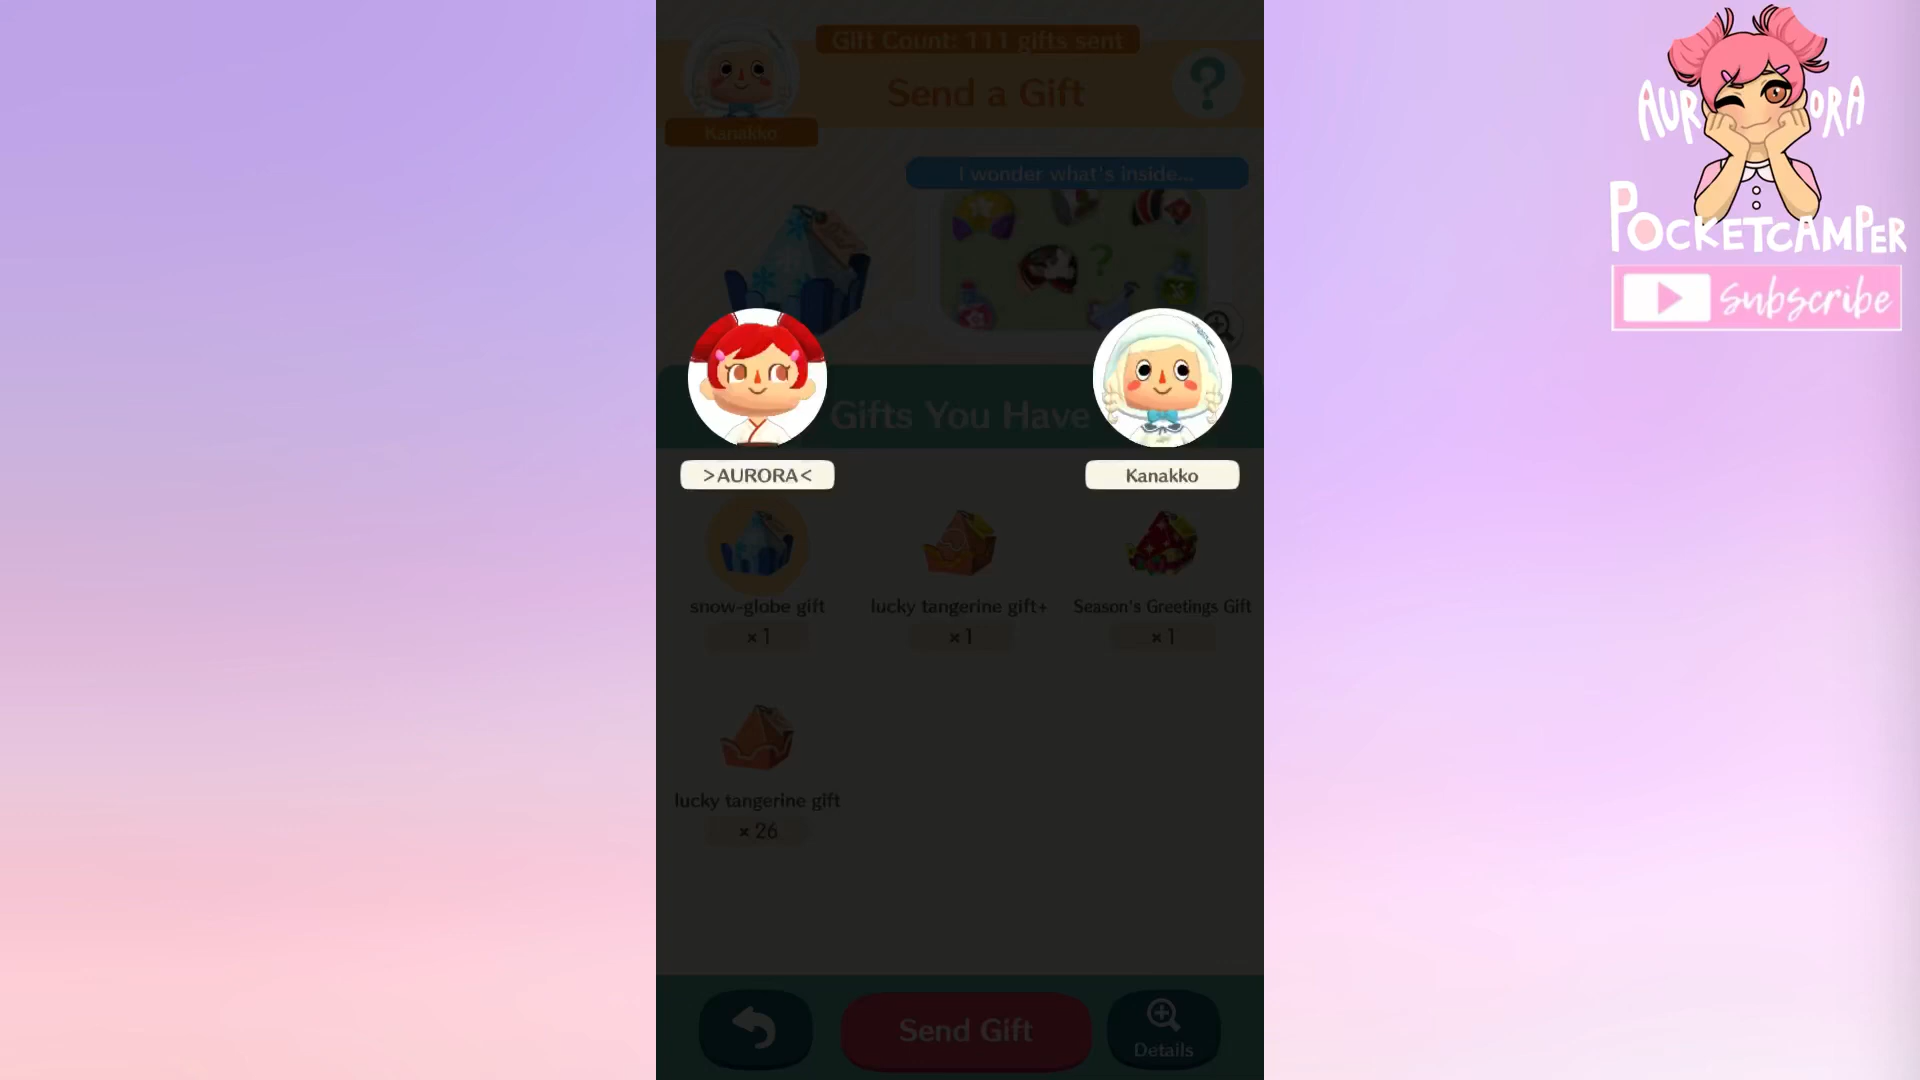 Gift Count: 111 gifts sent
Send a Gift
?
Kanakko
I wonder what's inside...
?
Gifts You Have
>AURORA<
Kanakko
snow-globe gift
lucky tangerine gift+
Season's Greetings Gift
×1
×1
×1
lucky tangerine gift
×26
Send Gift
Details
AURORA
POCKETCAMPER
Subscribe